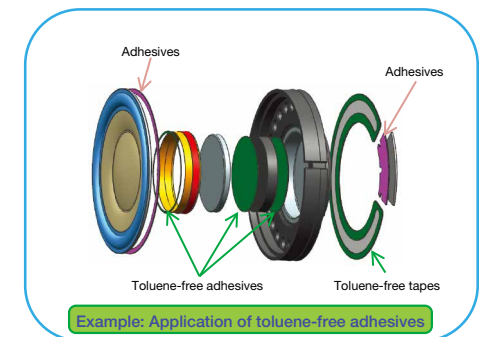 Adhesives
Adhesives
Toluene-free adhesives
Toluene-free tapes
Example: Application of toluene-free adhesives